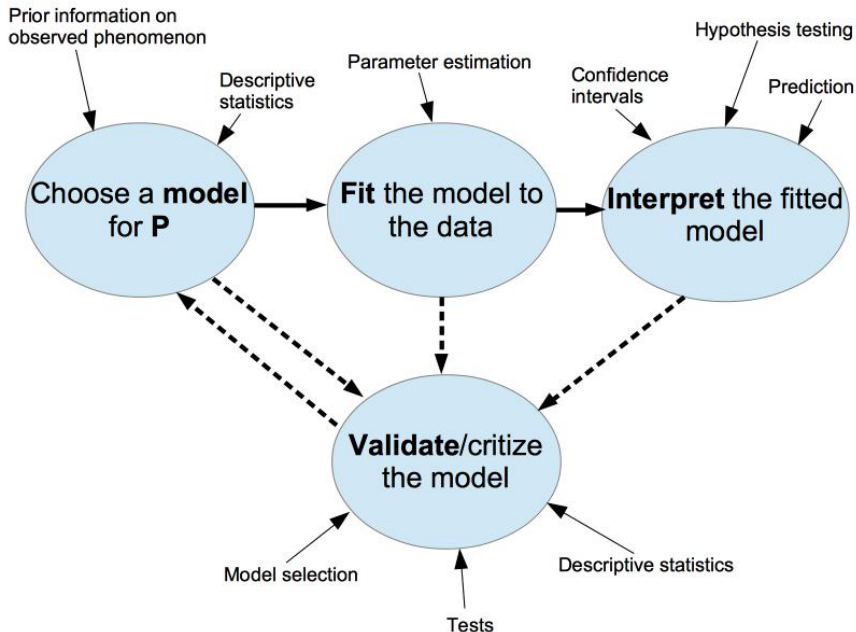 Prior information on
observed phenomenon
Descriptive
statistics
Parameter estimation
Hypothesis testing
Confidence
intervals
Prediction
Choose a model
for P
Fit the model to
the data
Interpret the fitted
model
Validate/critize
the model
Model selection
Tests
Descriptive statistics